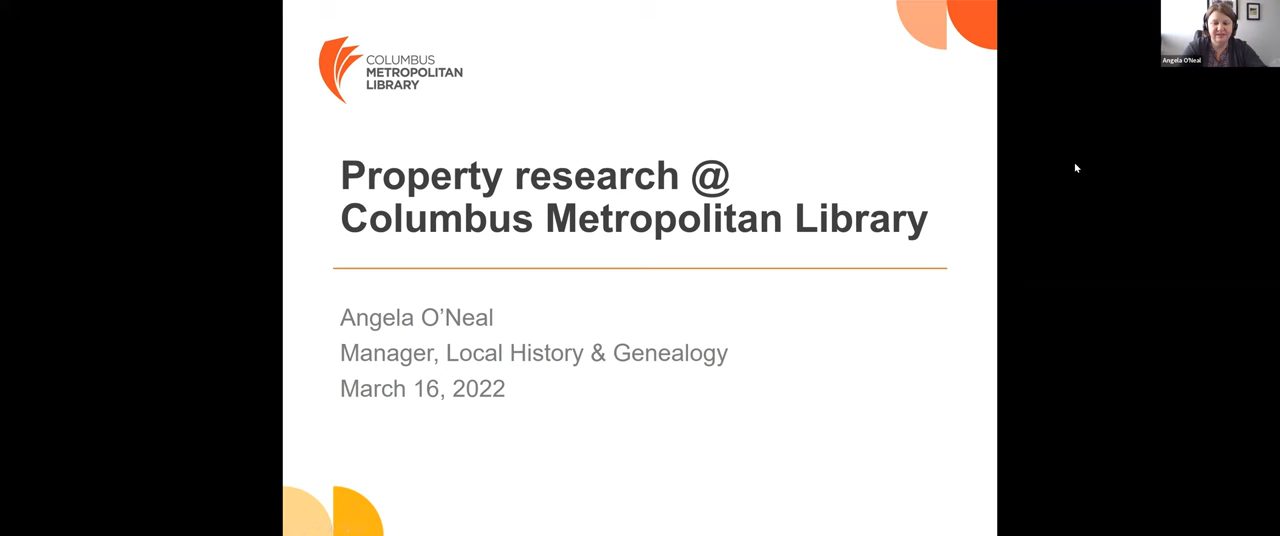 COLUMBUS
METROPOLITAN
LIBRARY
Angela O'Neal
Property research @
Columbus Metropolitan Library
Angela O’Neal
Manager, Local History & Genealogy
March 16, 2022